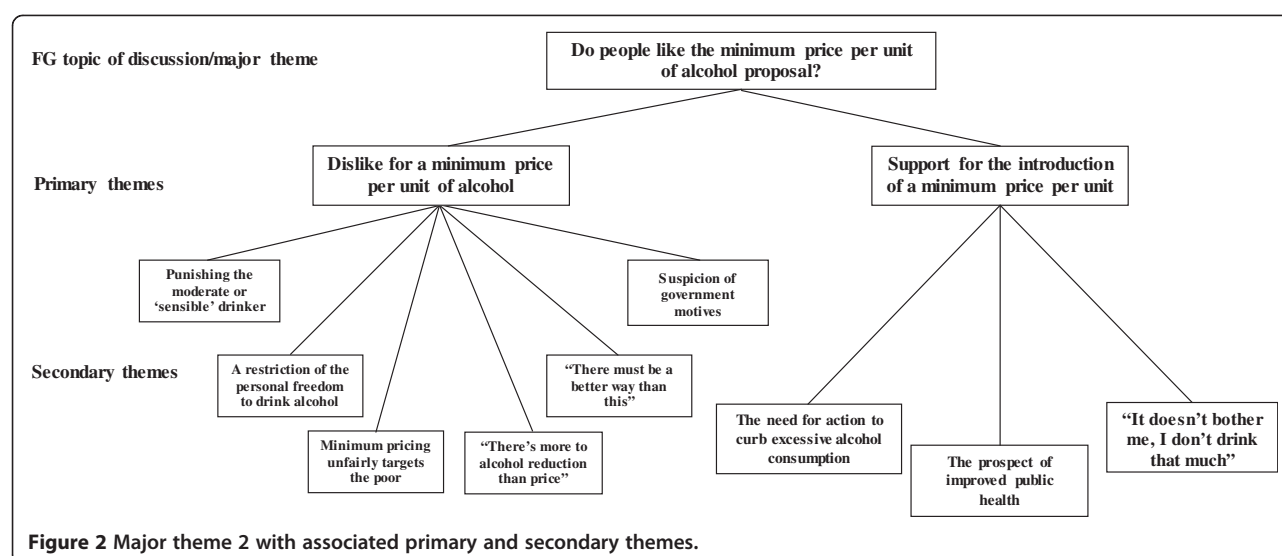 FG topic of discussion/major theme
Do people like the minimum price per unit
of alcohol proposal?
Primary themes
Dislike for a minimum price
per unit of alcohol
Support for the introduction
of a minimum price per unit
Secondary themes
Punishing the
moderate or
‘sensible’ drinker
Suspicion of
government
motives
A restriction of the
personal freedom
to drink alcohol
“There must be a
better way than
this”
Minimum pricing
unfairly targets
the poor
“There’s more to
alcohol reduction
than price”
The need for action to
curb excessive alcohol
consumption
The prospect of
improved public
health
“It doesn’t bother
me, I don’t drink
that much”
Figure 2 Major theme 2 with associated primary and secondary themes.